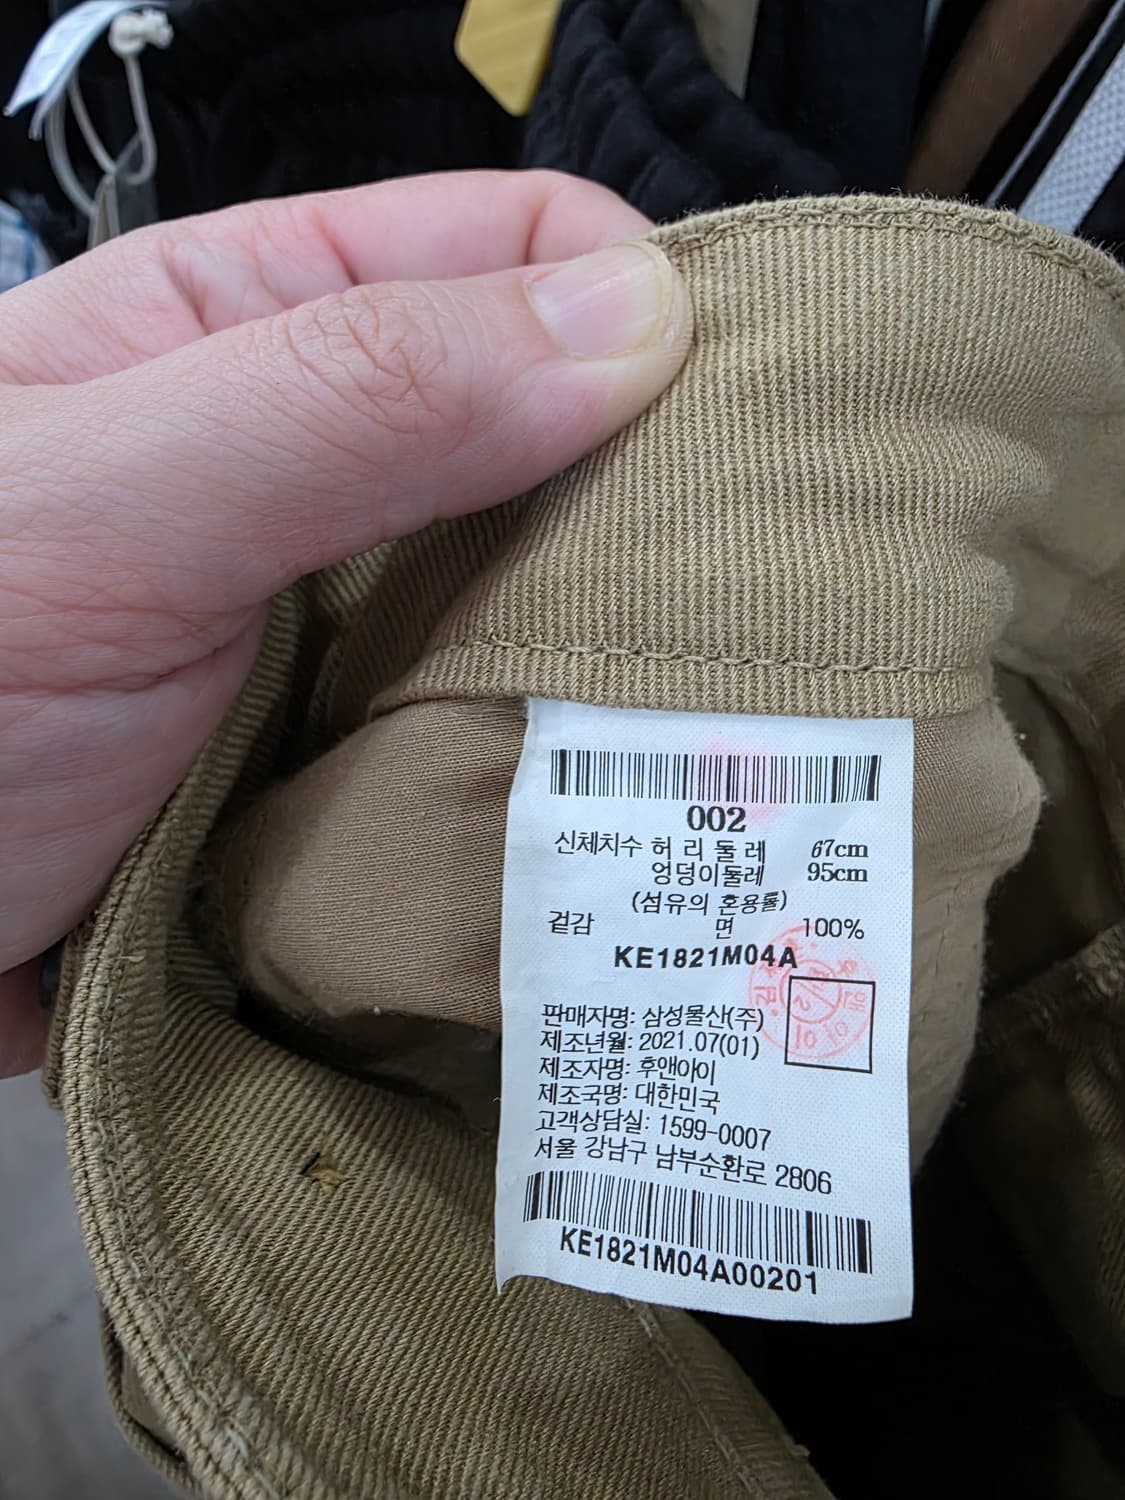 002
신체치수 허 리 둘 레 67cm
엉덩이둘레 95cm
(섬유의 혼용률)
겉감 면 100%
KE1821M04A
판매자명: 삼성물산(주)
제조년월: 2021.07(01)
제조자명: 후앤아이
제조국명: 대한민국
고객상담실: 1599-0007
서울 강남구 남부순환로 2806
KE1821M04A00201